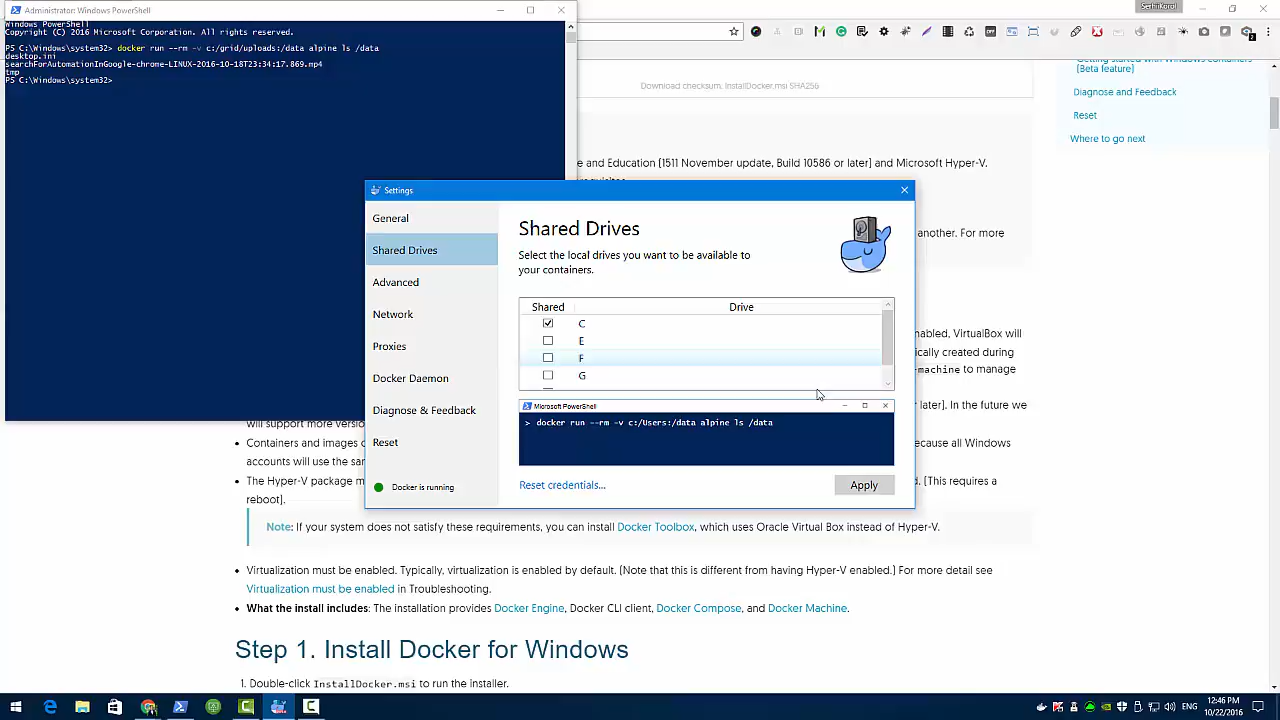 Administrator: Windows PowerShell
Windows PowerShell
Copyright (C) 2016 Microsoft Corporation. All rights reserved.
PS C:\Windows\system32> docker run --rm -v c:/grid/uploads:/data alpine ls /data
desktop.ini
searchForAutomationInGoogle-chrome-LINUX-2016-10-18T23:34:17.869.mp4
tmp
PS C:\Windows\system32>
Download checksum: InstallDocker.msi SHA256
Getting started with Windows containers
(Beta feature)
Diagnose and Feedback
Reset
Where to go next
e and Education [1511 November update, Build 10586 or later] and Microsoft Hyper-V.
another. For more
Settings
General
Shared Drives
Advanced
Network
Proxies
Docker Daemon
Diagnose & Feedback
Reset
Docker is running
Shared Drives
Select the local drives you want to be available to
your containers.
Shared Drive
C
E
F
G
Microsoft PowerShell
> docker run --rm -v c:/Users:/data alpine ls /data
Reset credentials...
Apply
enabled, VirtualBox will
ically created during
-machine to manage
or later]. In the future we
will support more versio
Containers and images c
ecause all Windows
accounts will use the sa
The Hyper-V package m
d. [This requires a
reboot].
Note: If your system does not satisfy these requirements, you can install Docker Toolbox, which uses Oracle Virtual Box instead of Hyper-V.
Virtualization must be enabled. Typically, virtualization is enabled by default. (Note that this is different from having Hyper-V enabled.) For more detail see
Virtualization must be enabled in Troubleshooting.
What the install includes: The installation provides Docker Engine, Docker CLI client, Docker Compose, and Docker Machine.
Step 1. Install Docker for Windows
1. Double-click InstallDocker.msi to run the installer.
ENG
12:46 PM
10/22/2016